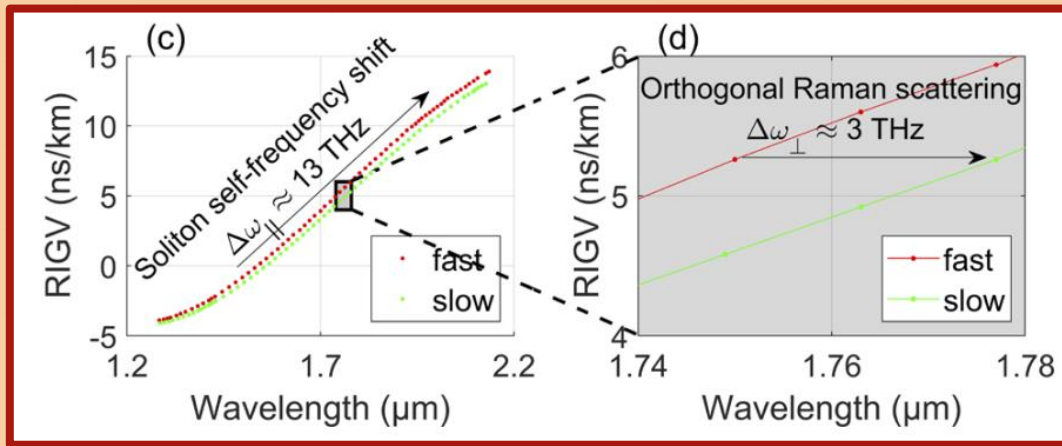 (c)
15
10
5
0
-5
RIGV (ns/km)
Soliton self-frequency shift
Δω∥ ≈ 13 THz
fast
slow
1.2
1.7
2.2
Wavelength (μm)
(d)
6
5
4
RIGV (ns/km)
Orthogonal Raman scattering
Δω⊥ ≈ 3 THz
fast
slow
1.74
1.76
1.78
Wavelength (μm)